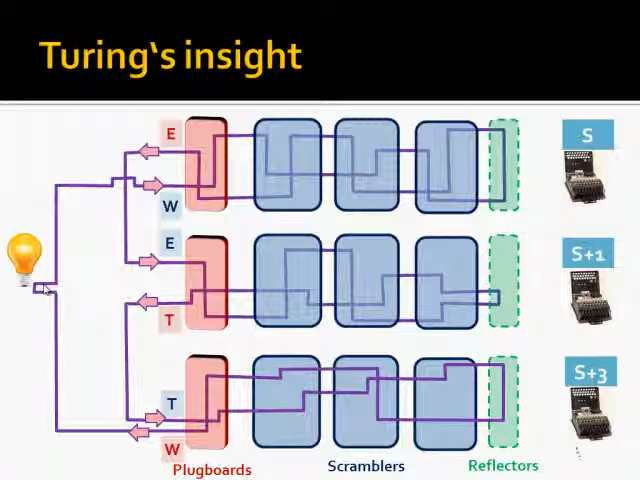 Turing's insight
E
S
W
E
S+1
T
T
S+3
W
Plugboards
Scramblers
Reflectors